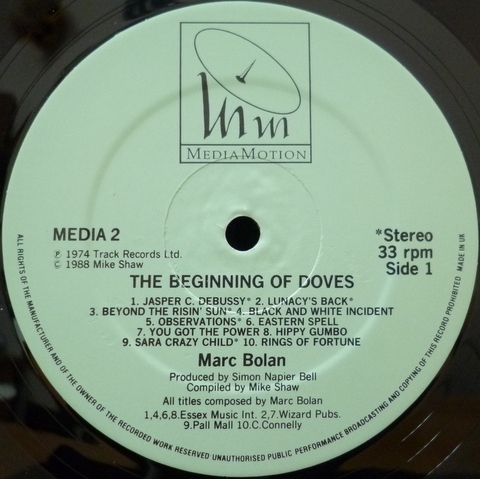 MM
MEDIAMOTION
MEDIA 2
℗ 1974 Track Records Ltd.
© 1988 Mike Shaw
*Stereo
33 rpm
Side 1
THE BEGINNING OF DOVES
1. JASPER C. DEBUSSY* 2. LUNACY'S BACK*
3. BEYOND THE RISIN' SUN* 4. BLACK AND WHITE INCIDENT
5. OBSERVATIONS* 6. EASTERN SPELL
7. YOU GOT THE POWER 8. HIPPY GUMBO
9. SARA CRAZY CHILD* 10. RINGS OF FORTUNE
Marc Bolan
Produced by Simon Napier Bell
Compiled by Mike Shaw
All titles composed by Marc Bolan
1,4,6,8.Essex Music Int. 2,7.Wizard Pubs.
9.Pall Mall 10.C.Connelly
ALL RIGHTS OF THE MANUFACTURER AND OF THE OWNER OF THE RECORDED WORK RESERVED UNAUTHORISED PUBLIC PERFORMANCE BROADCASTING AND COPYING OF THIS RECORD PROHIBITED MADE IN UK